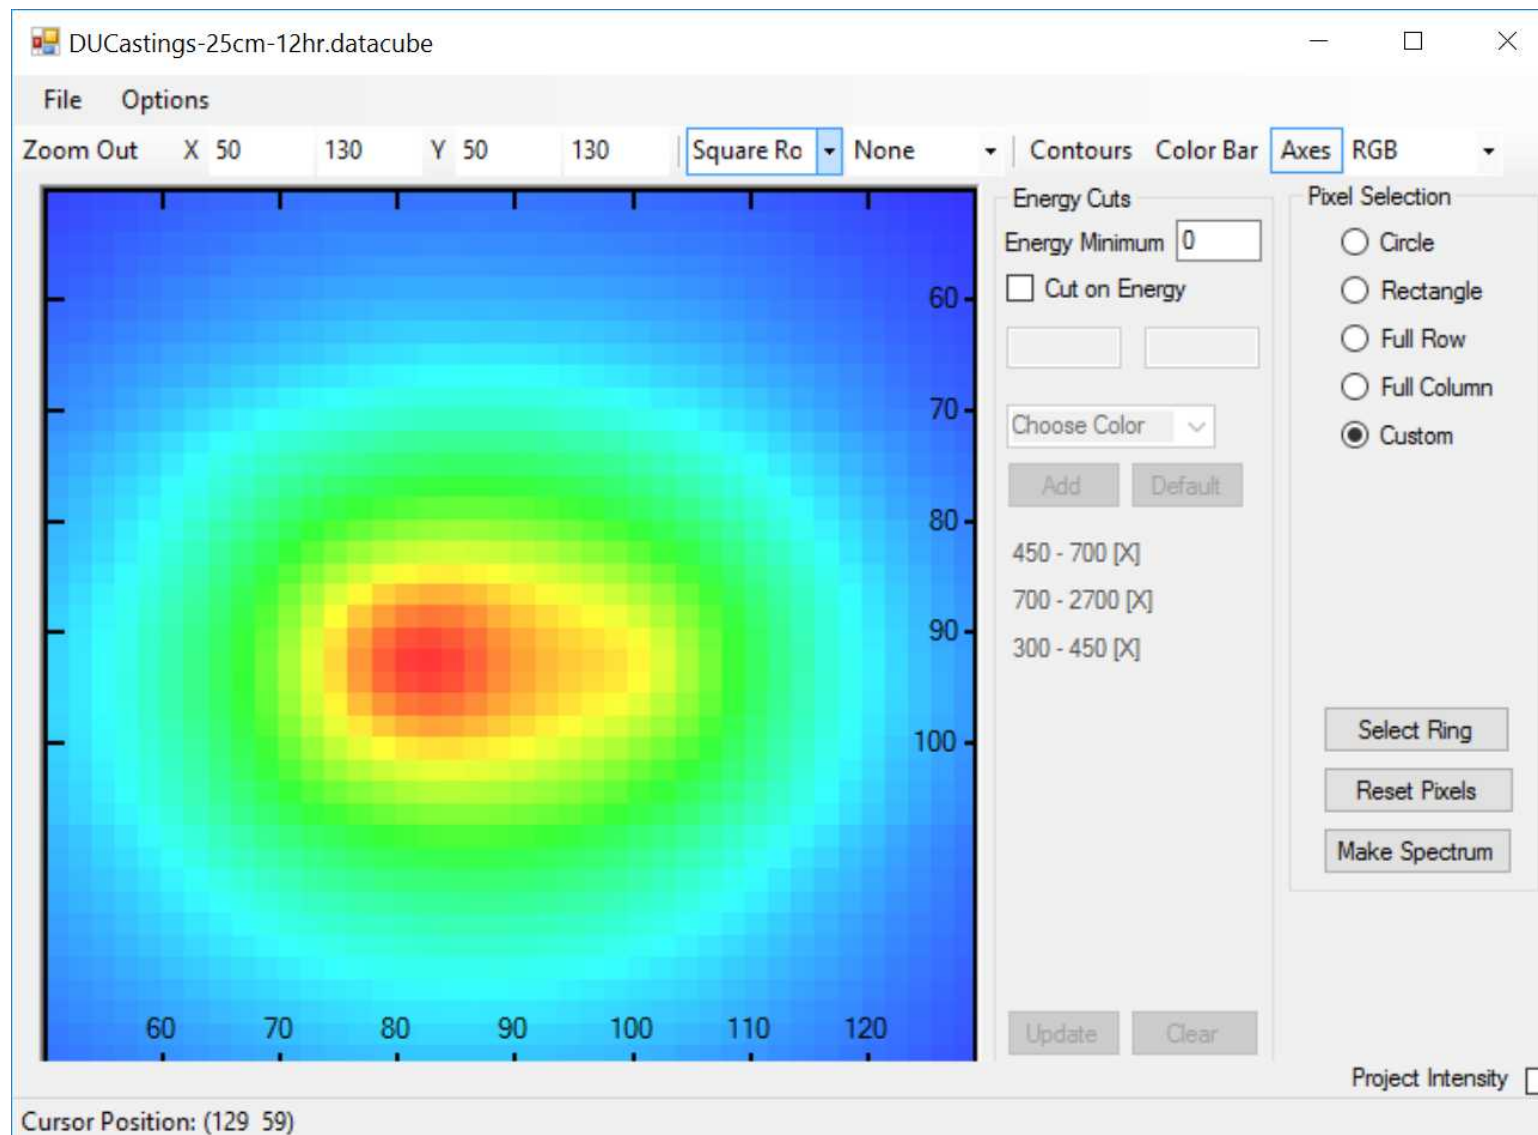 DUCastings-25cm-12hr.datacube
File Options
Zoom Out X 50 130 Y 50 130 Square Ro None Contours Color Bar Axes RGB
Energy Cuts
Energy Minimum 0
Cut on Energy
Choose Color
Add Default
450 - 700 [X]
700 - 2700 [X]
300 - 450 [X]
Update Clear
Pixel Selection
Circle
Rectangle
Full Row
Full Column
Custom
Select Ring
Reset Pixels
Make Spectrum
60
70
80
90
100
60 70 80 90 100 110 120
Project Intensity
Cursor Position: (129 59)